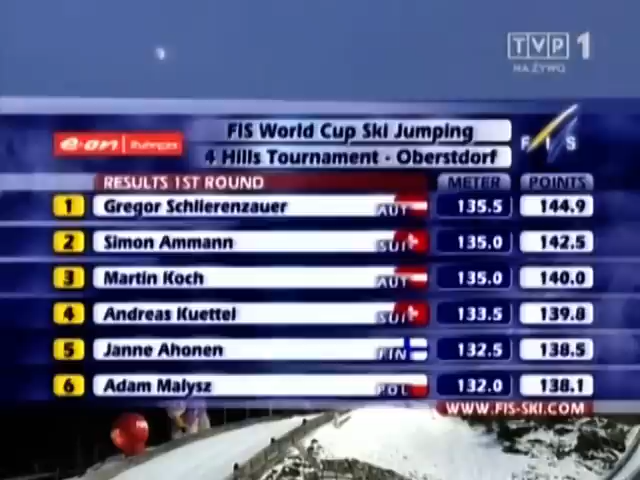 TVP 1
NA ŻYWO
FIS World Cup Ski Jumping
e·on Ruhrgas
4 Hills Tournament - Oberstdorf
FIS
RESULTS 1ST ROUND METER POINTS
1 Gregor Schlierenzauer AUT 135.5 144.9
2 Simon Ammann SUI 135.0 142.5
3 Martin Koch AUT 135.0 140.0
4 Andreas Kuettel SUI 133.5 139.8
5 Janne Ahonen FIN 132.5 138.5
6 Adam Malysz POL 132.0 138.1
WWW.FIS-SKI.COM